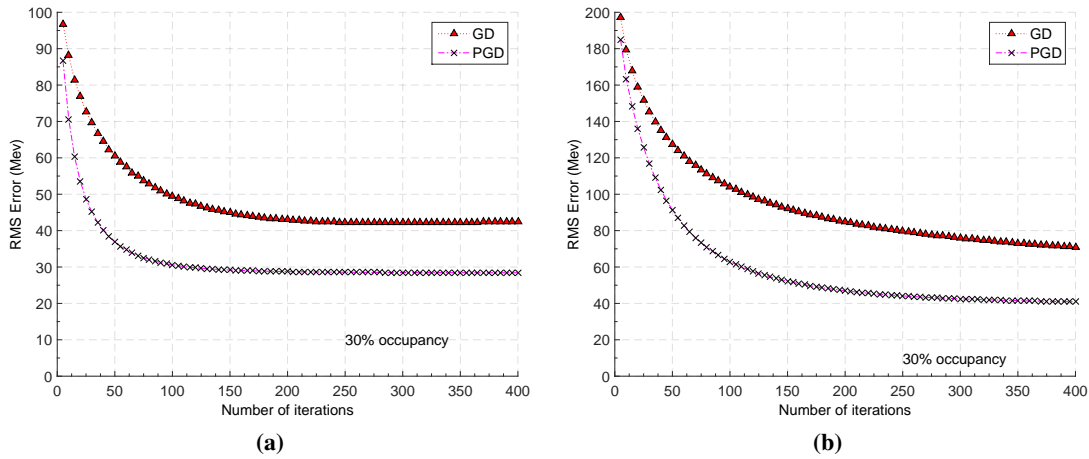 100
90
80
70
60
50
40
30
20
10
0
RMS Error (Mev)
GD
PGD
30% occupancy
0 50 100 150 200 250 300 350 400
Number of iterations
(a)
200
180
160
140
120
100
80
60
40
20
0
RMS Error (Mev)
GD
PGD
30% occupancy
0 50 100 150 200 250 300 350 400
Number of iterations
(b)